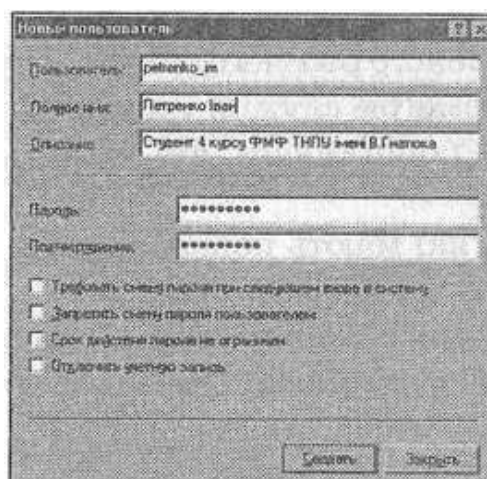 Новый пользователь
Пользователь: petrenko_im
Полное имя: Петренко Іван
Описание: Студент 4 курсу ФМФ ТНПУ імені В.Гнатюка
Пароль: *********
Подтверждение: *********
Требовать смену пароля при следующем входе в систему
Запретить смену пароля пользователем
Срок действия пароля не ограничен
Отключить учетную запись
Создать Закрыть